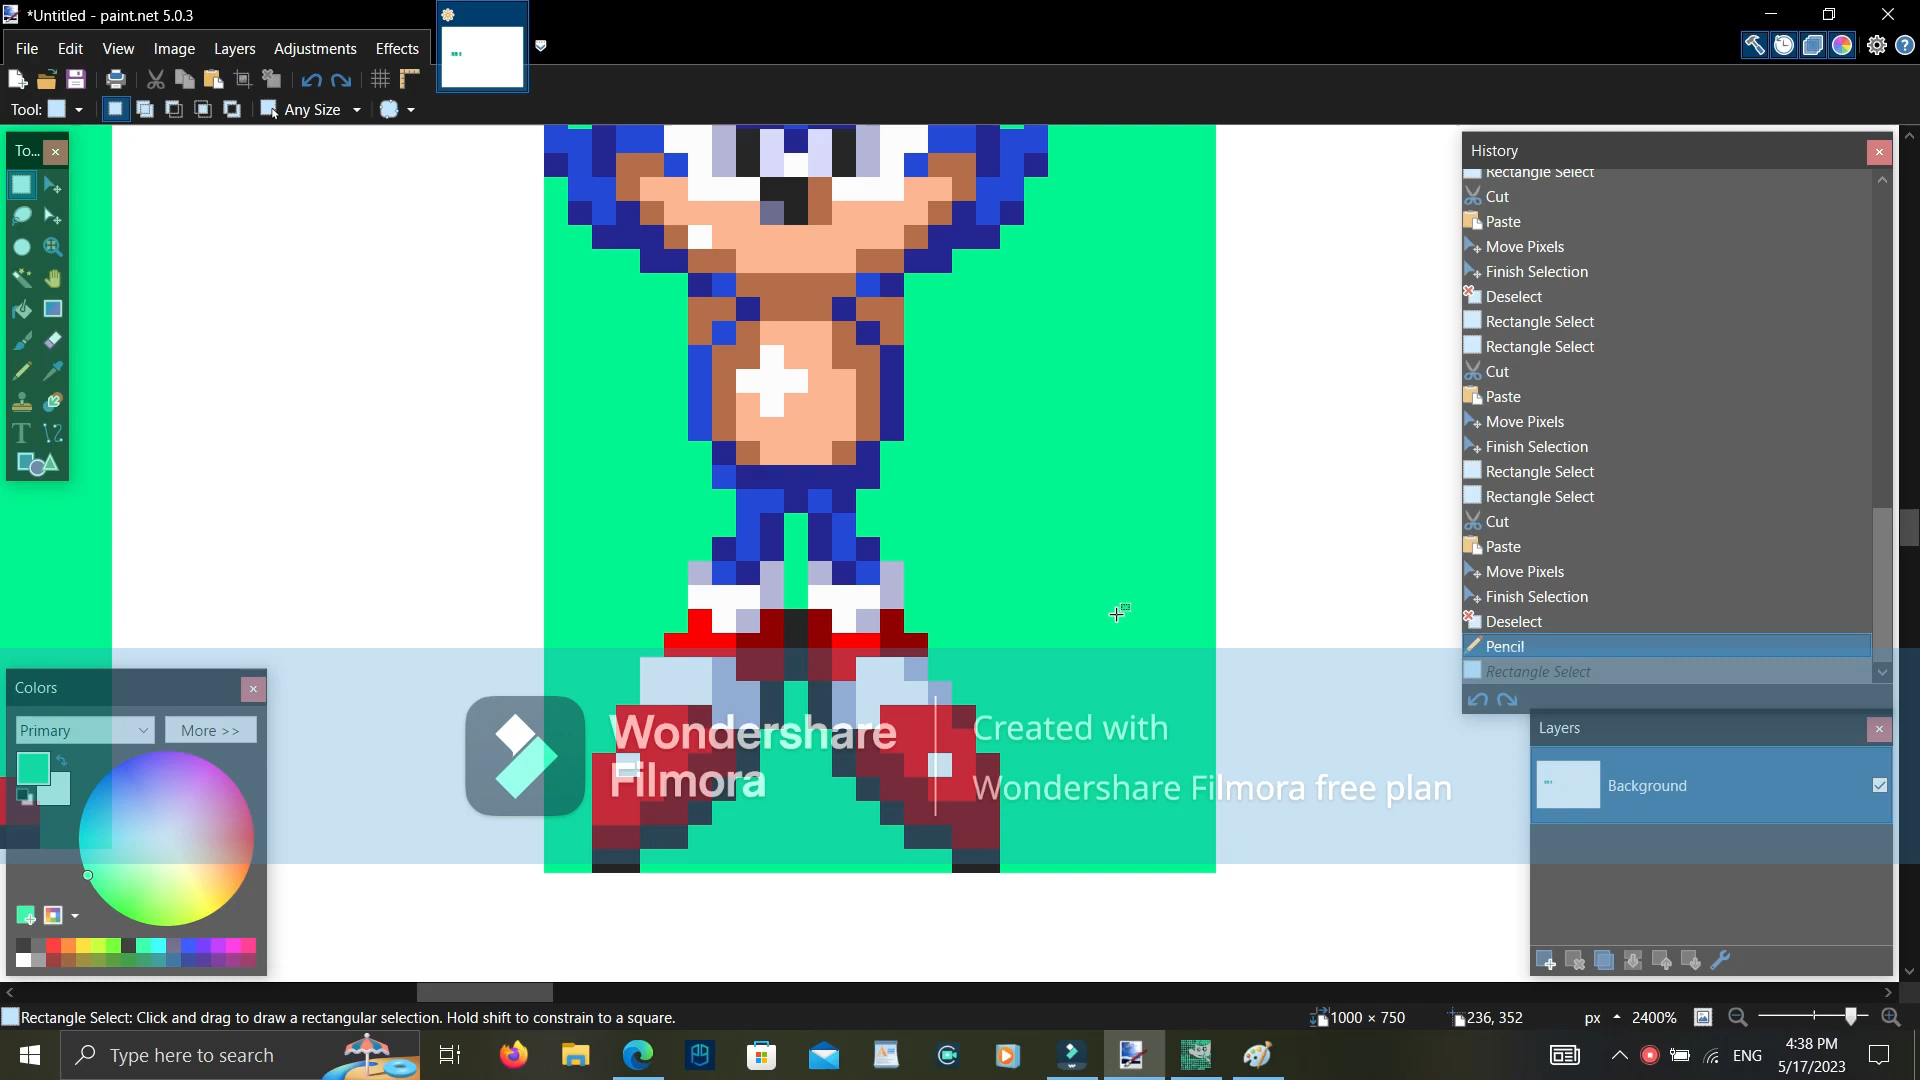 *Untitled - paint.net 5.0.3
File Edit View Image Layers Adjustments Effects
Tool: Any Size
To...
History
Rectangle Select
Cut
Paste
Move Pixels
Finish Selection
Deselect
Rectangle Select
Rectangle Select
Cut
Paste
Move Pixels
Finish Selection
Rectangle Select
Rectangle Select
Cut
Paste
Move Pixels
Finish Selection
Deselect
Pencil
Rectangle Select
Colors
Primary More >>
Wondershare
Filmora
Created with
Wondershare Filmora free plan
Layers
Background
Rectangle Select: Click and drag to draw a rectangular selection. Hold shift to constrain to a square.
1000 × 750 236, 352 px 2400%
Type here to search
ENG
4:38 PM
5/17/2023